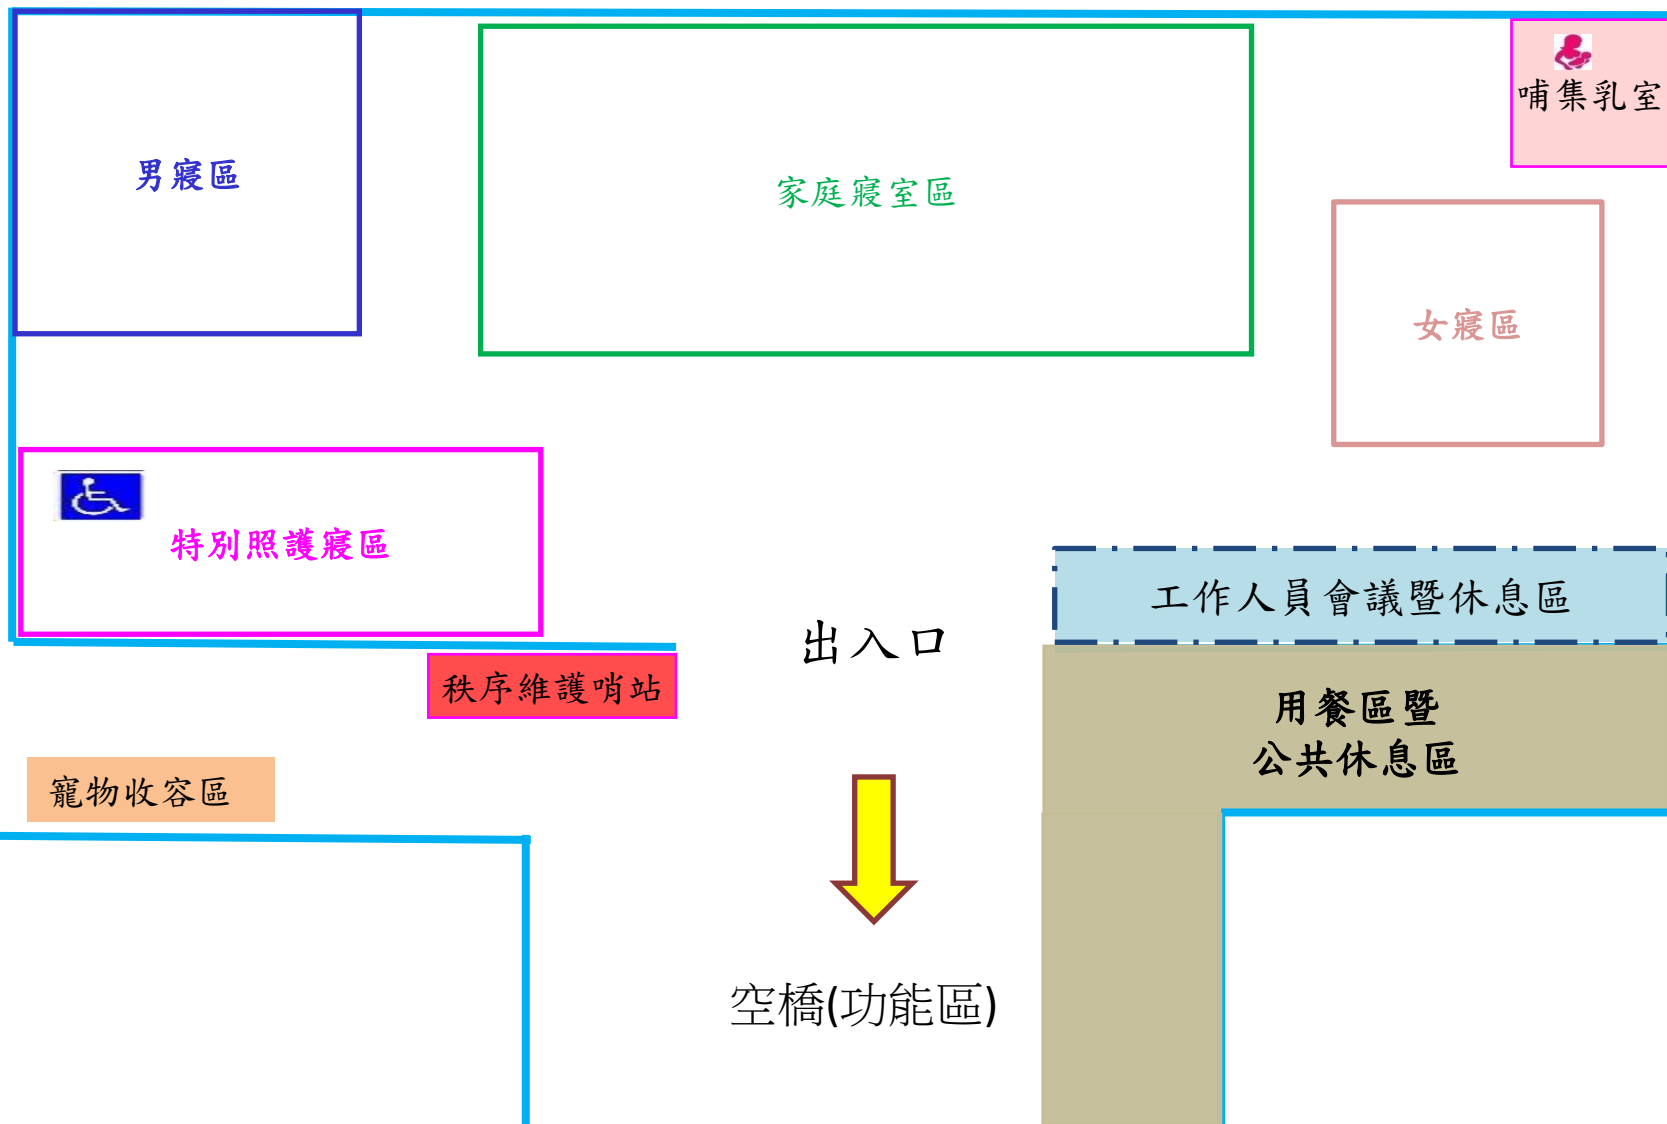 哺集乳室
男寢區
家庭寢室區
女寢區
特別照護寢區
工作人員會議暨休息區
出入口
秩序維護哨站
用餐區暨
公共休息區
寵物收容區
空橋(功能區)